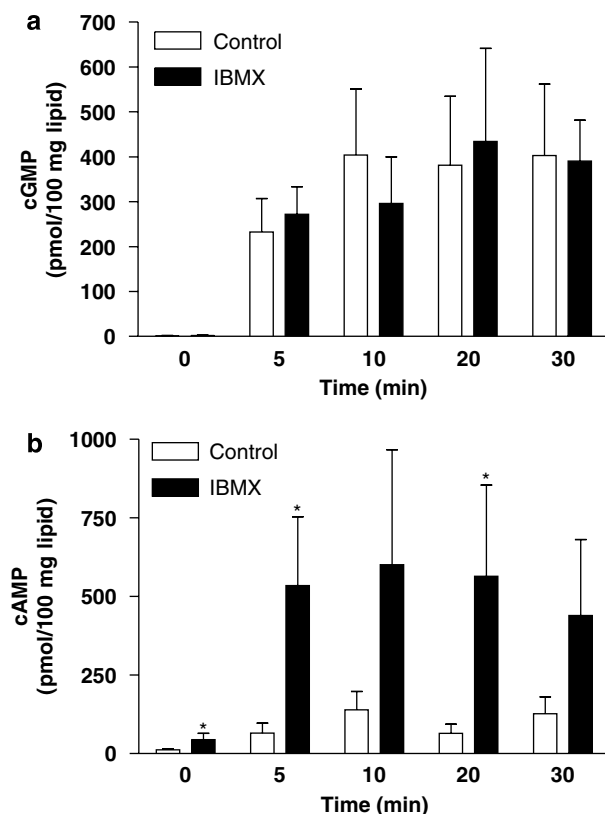 a
Control
IBMX
cGMP
(pmol/100 mg lipid)
700
600
500
400
300
200
100
0
0 5 10 20 30
Time (min)
b
Control
IBMX
cAMP
(pmol/100 mg lipid)
1000
750
500
250
0
* * *
0 5 10 20 30
Time (min)